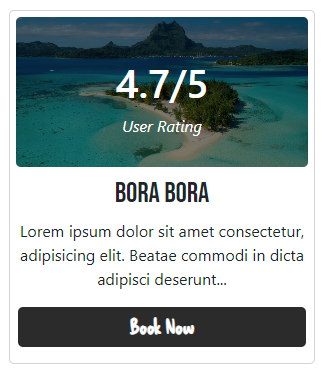 4.7/5
User Rating
BORA BORA
Lorem ipsum dolor sit amet consectetur,
adipisicing elit. Beatae commodi in dicta
adipisci deserunt...
Book Now